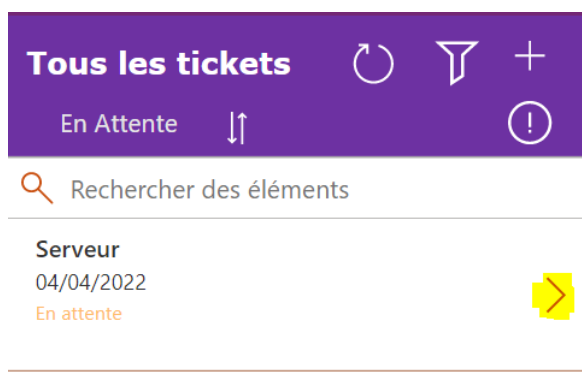 Tous les tickets
En Attente
Rechercher des éléments
Serveur
04/04/2022
En attente